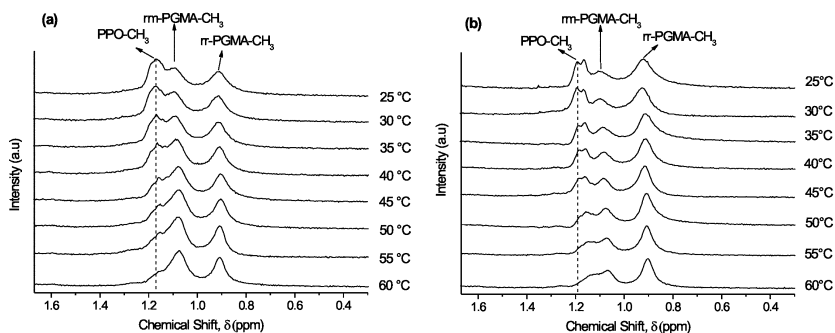 (a)
rm-PGMA-CH3
PPO-CH3
rr-PGMA-CH3
25 °C
30 °C
35 °C
40 °C
45 °C
50 °C
55 °C
60 °C
Intensity (a.u)
1.6 1.4 1.2 1.0 0.8 0.6 0.4
Chemical Shift, δ(ppm)
(b)
rm-PGMA-CH3
PPO-CH3
rr-PGMA-CH3
25°C
30°C
35°C
40°C
45°C
50°C
55°C
60°C
Intensity (a.u)
1.6 1.4 1.2 1.0 0.8 0.6 0.4
Chemical Shift, δ(ppm)